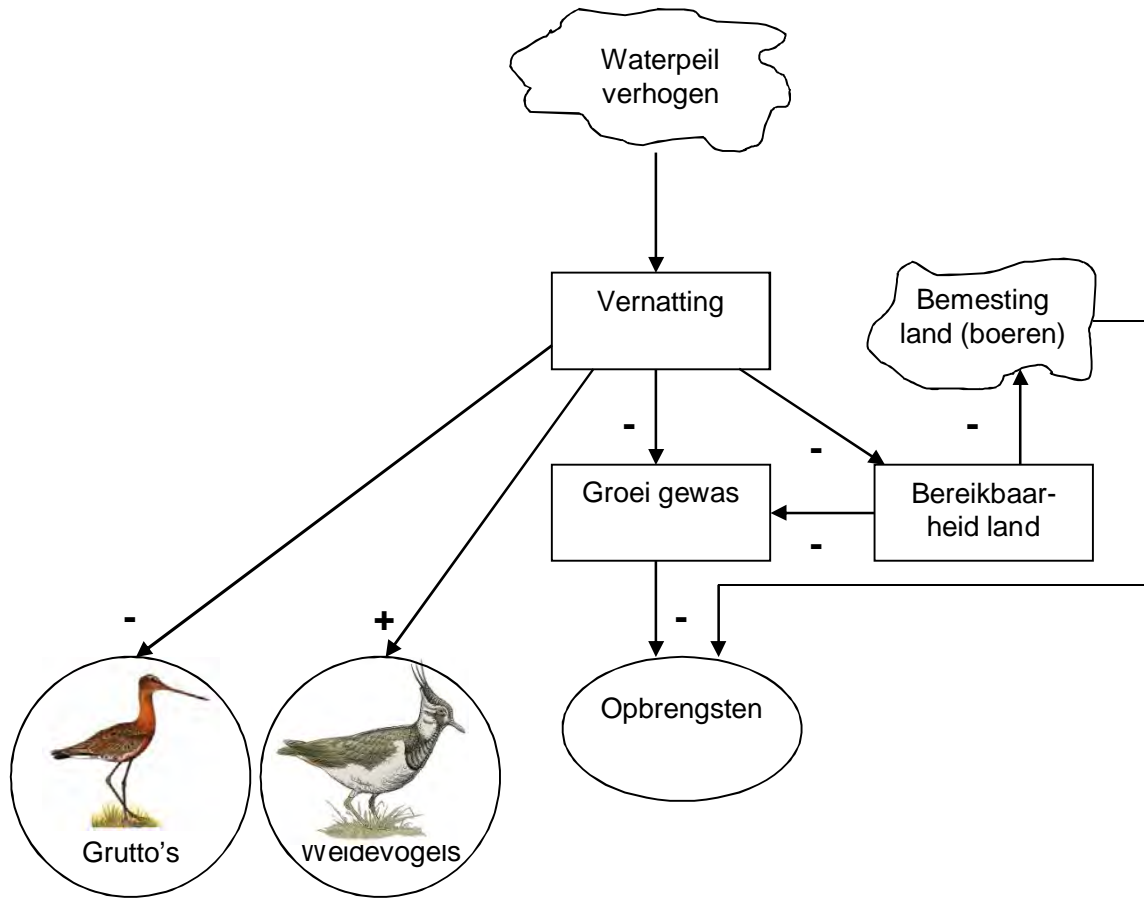 Waterpeil
verhogen
Vernatting
Bemesting
land (boeren)
-
-
-
Groei gewas
Bereikbaar-
heid land
-
-
+
-
Opbrengsten
Grutto's
Weidevogels